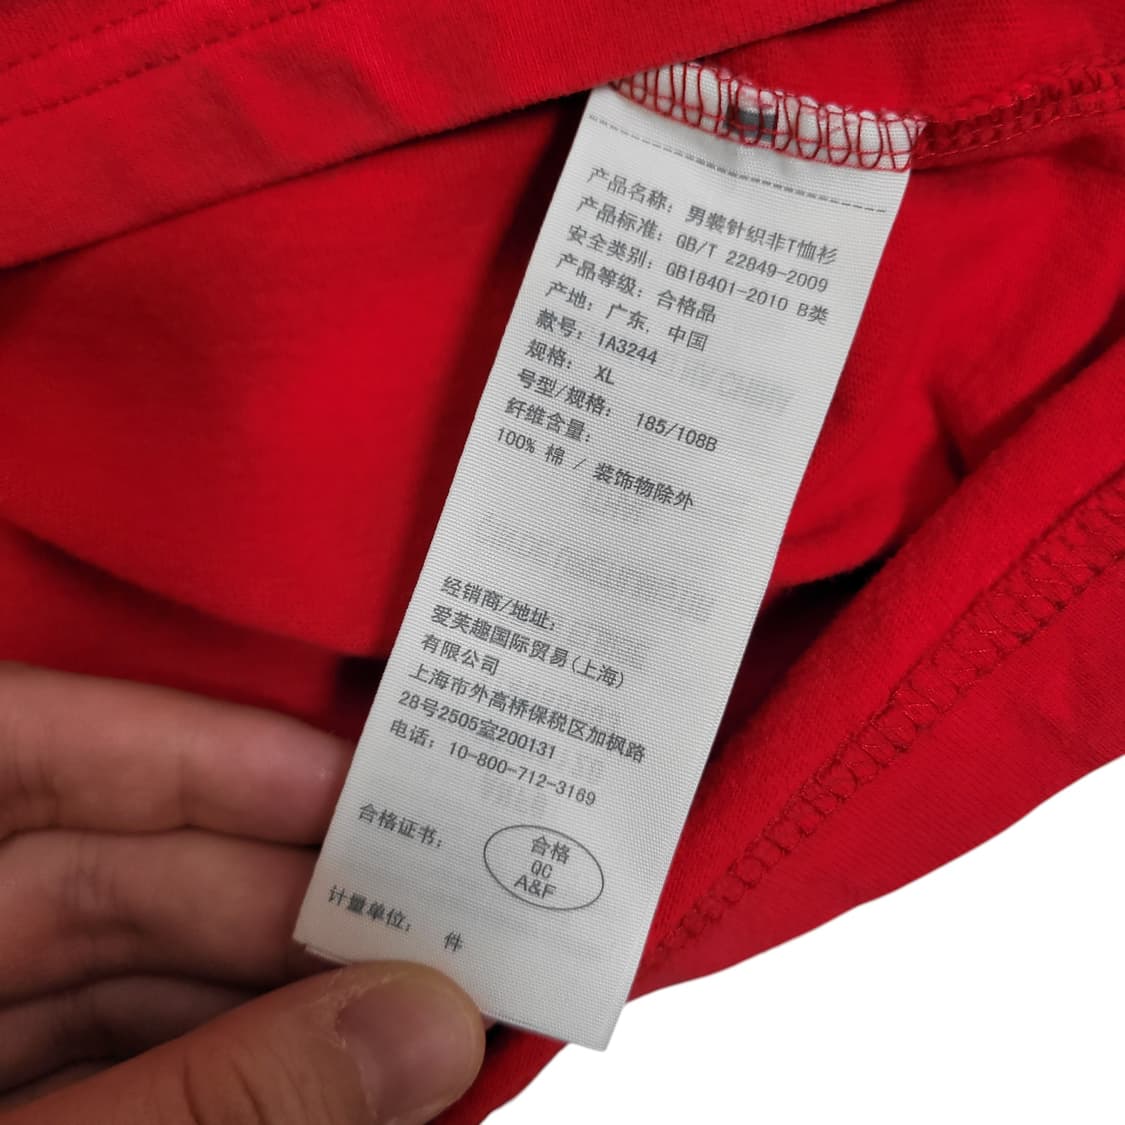 产品名称: 男装针织非T恤衫
产品标准: GB/T 22849-2009
安全类别: GB18401-2010 B类
产品等级: 合格品
产地: 广东, 中国
款号: 1A3244
规格: XL
号型/规格: 185/108B
纤维含量:
100% 棉 / 装饰物除外
经销商/地址:
爱芙趣国际贸易(上海)
有限公司
上海市外高桥保税区加枫路
28号2505室200131
电话: 10-800-712-3169
合格证书:
合格
QC
A&F
计量单位: 件